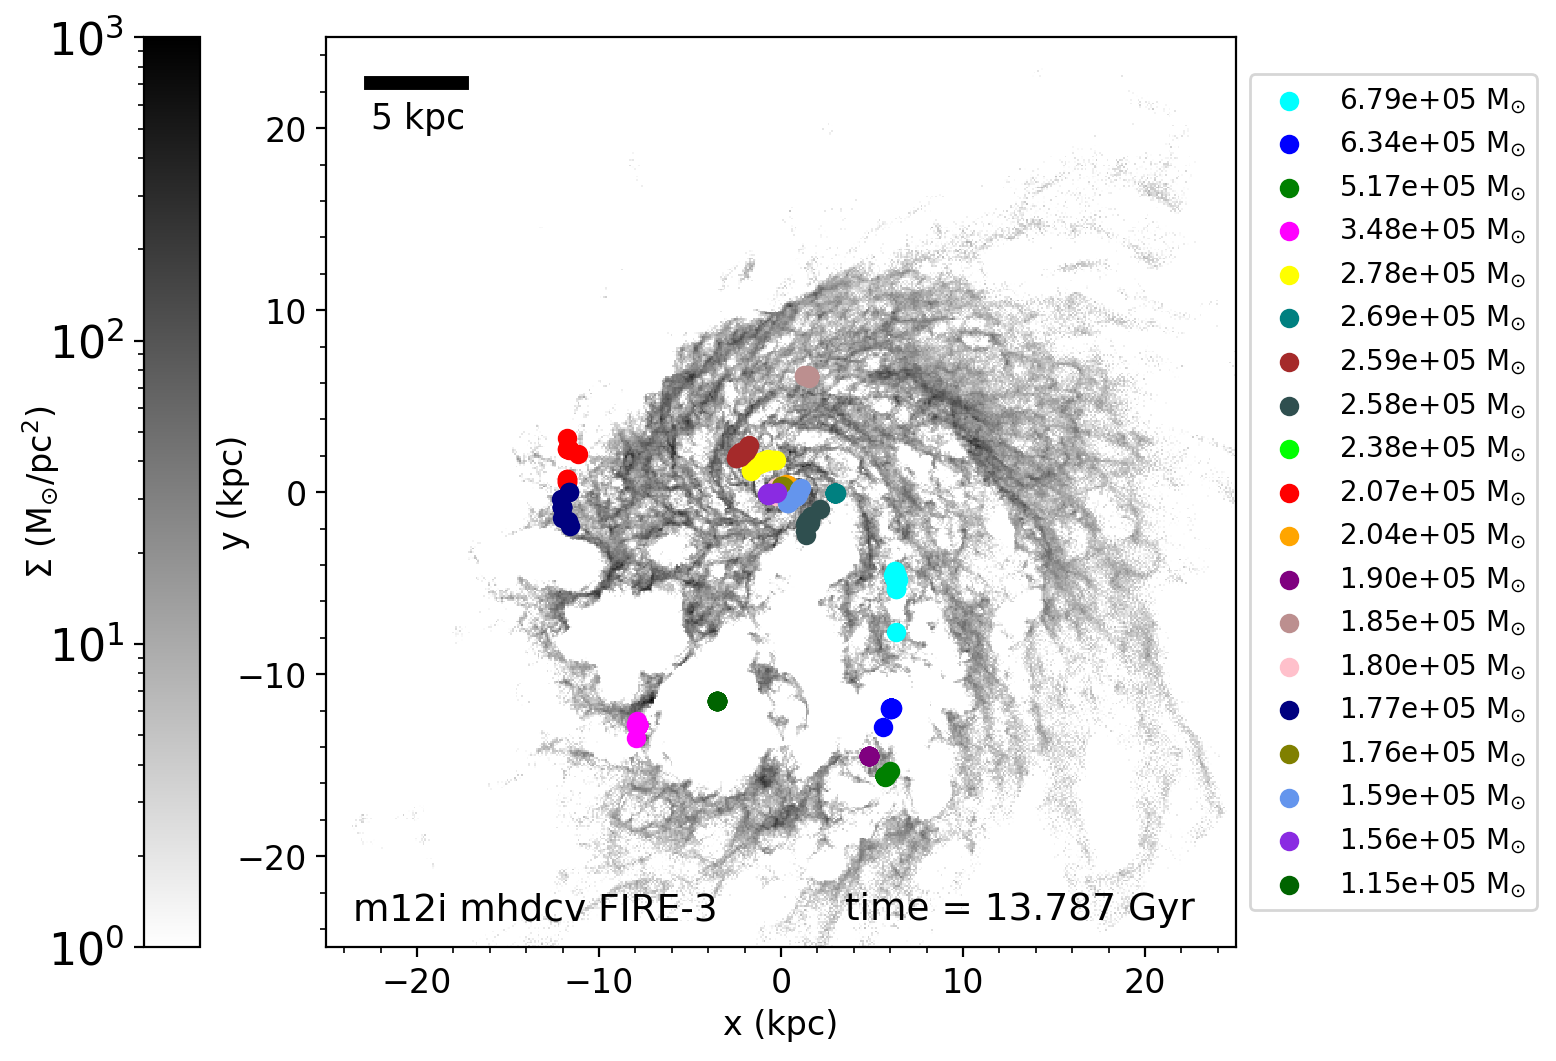 10³
10²
10¹
10⁰
Σ (M⊙/pc²)
y (kpc)
20
10
0
−10
−20
5 kpc
m12i mhdcv FIRE-3
time = 13.787 Gyr
−20 −10 0 10 20
x (kpc)
6.79e+05 M⊙
6.34e+05 M⊙
5.17e+05 M⊙
3.48e+05 M⊙
2.78e+05 M⊙
2.69e+05 M⊙
2.59e+05 M⊙
2.58e+05 M⊙
2.38e+05 M⊙
2.07e+05 M⊙
2.04e+05 M⊙
1.90e+05 M⊙
1.85e+05 M⊙
1.80e+05 M⊙
1.77e+05 M⊙
1.76e+05 M⊙
1.59e+05 M⊙
1.56e+05 M⊙
1.15e+05 M⊙